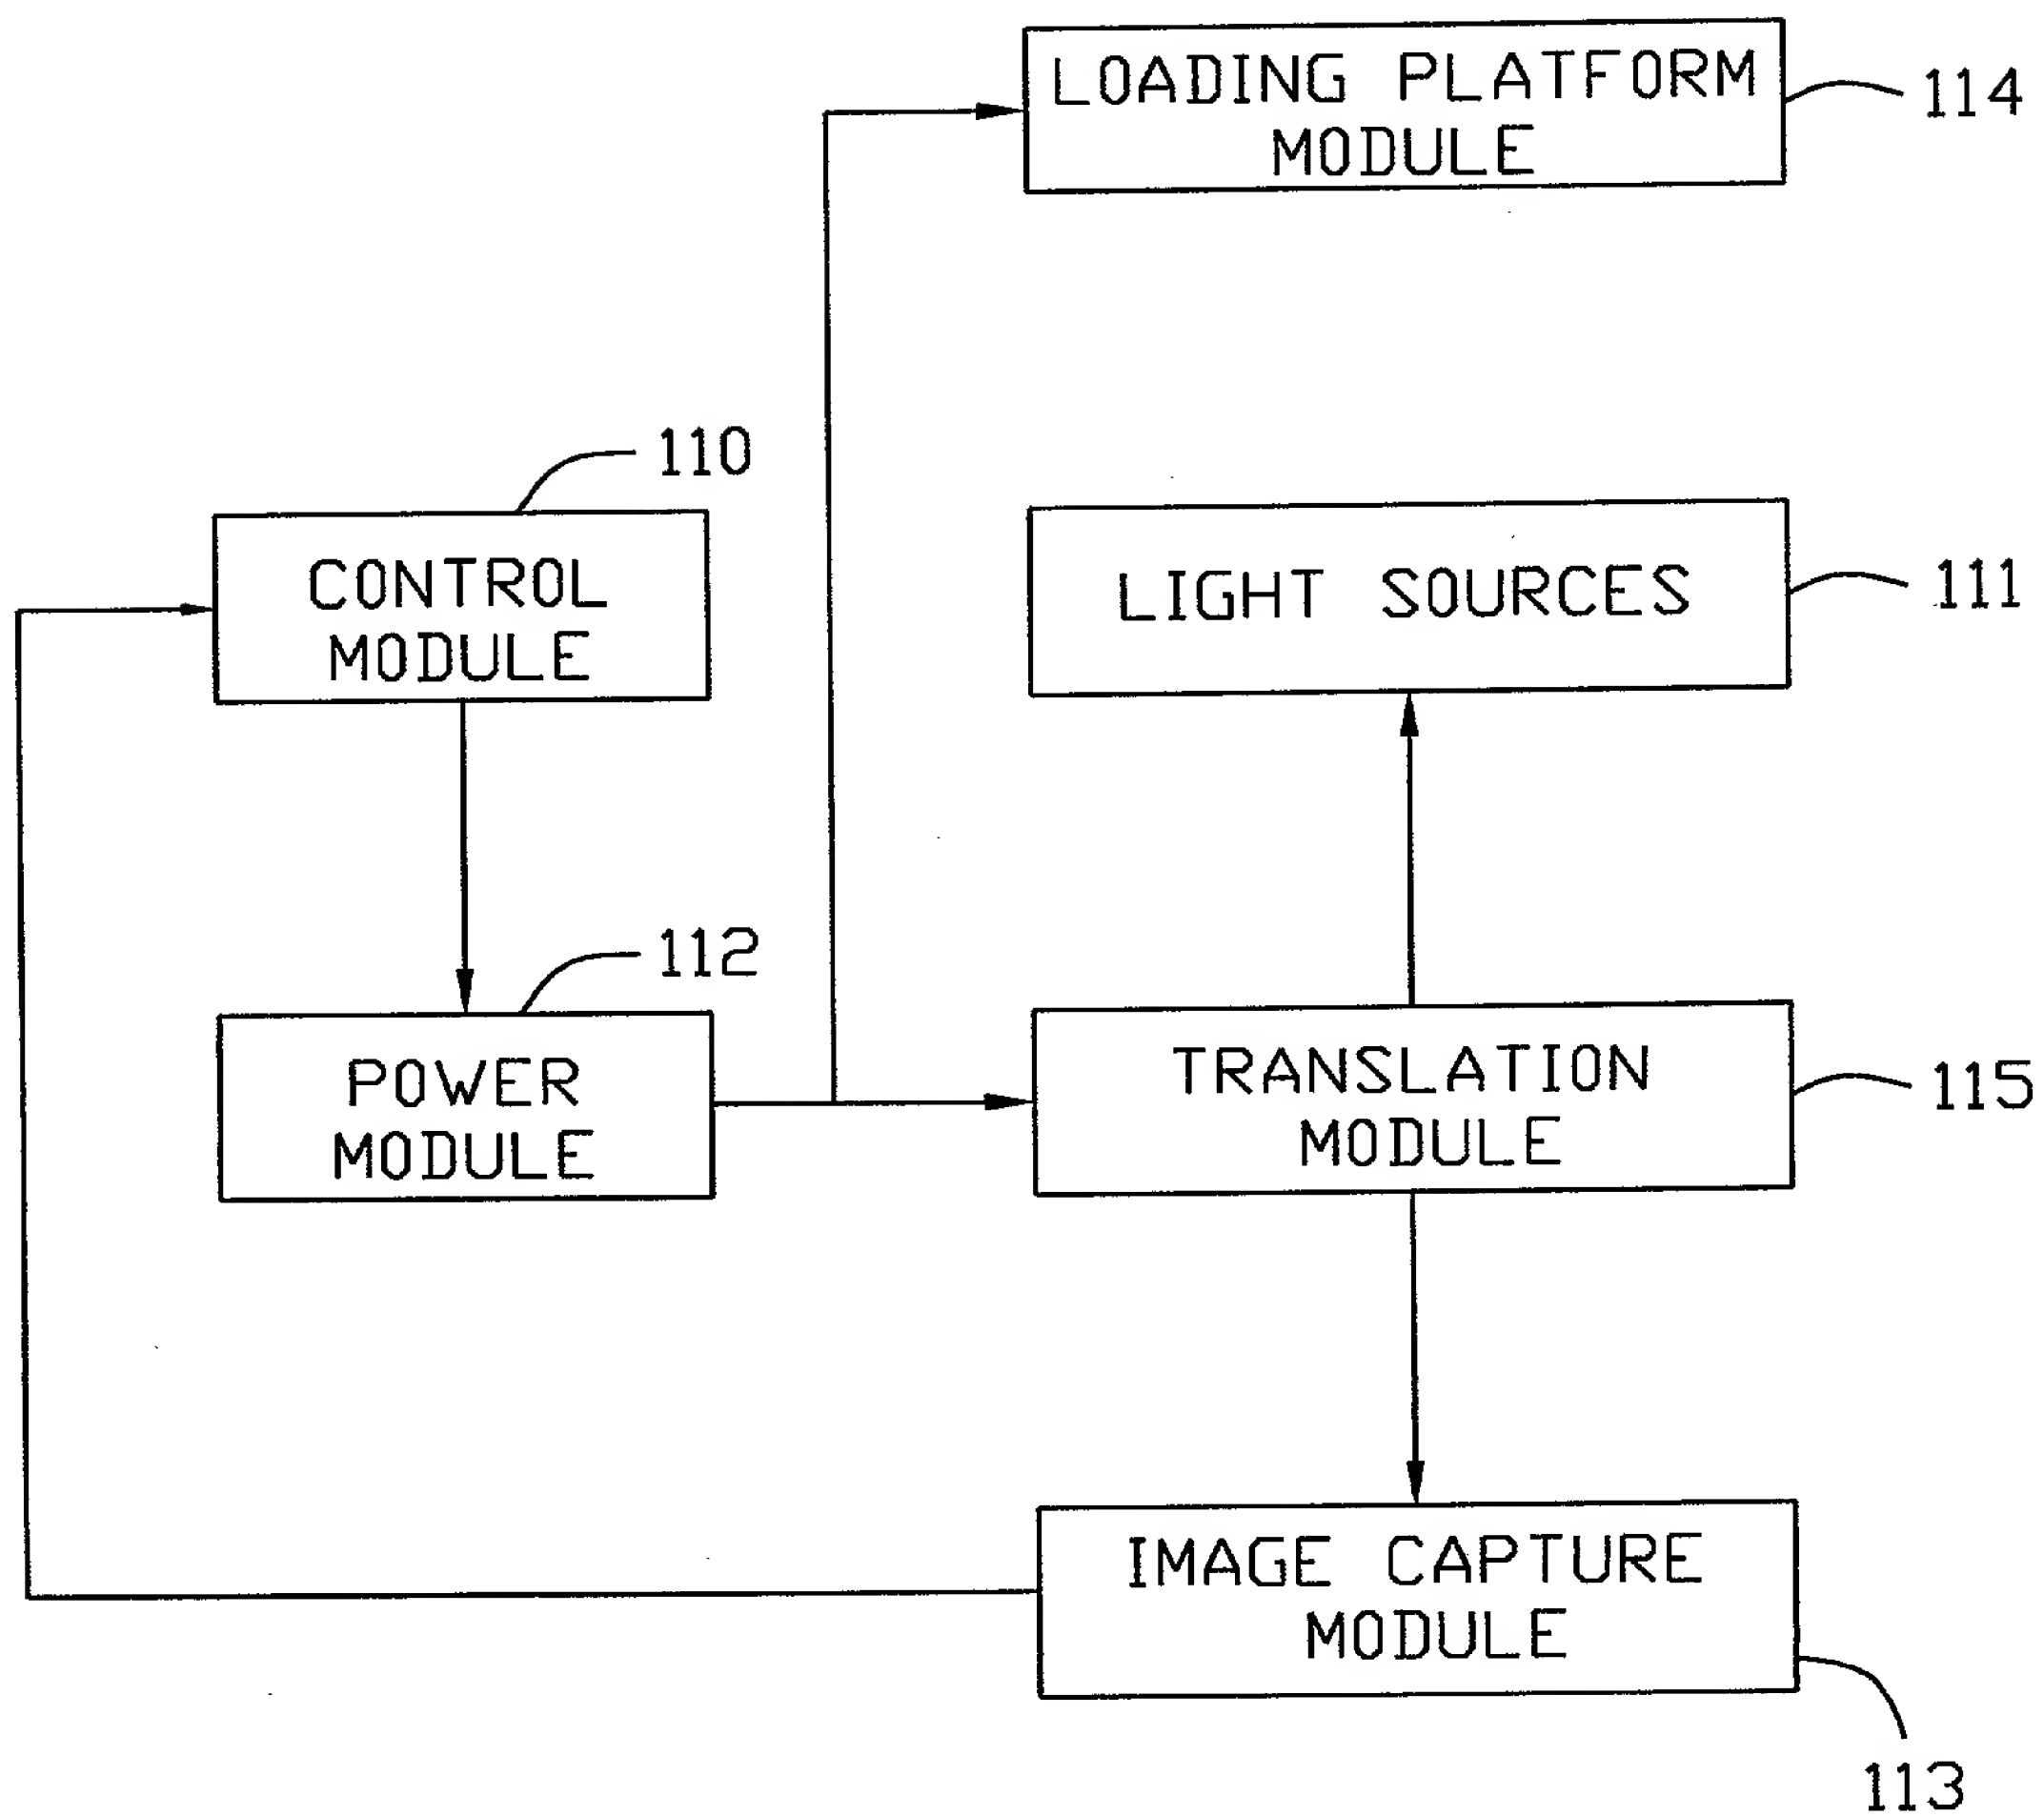 LOADING PLATFORM
MODULE
114
110
CONTROL
MODULE
LIGHT SOURCES
111
112
POWER
MODULE
TRANSLATION
MODULE
115
IMAGE CAPTURE
MODULE
113